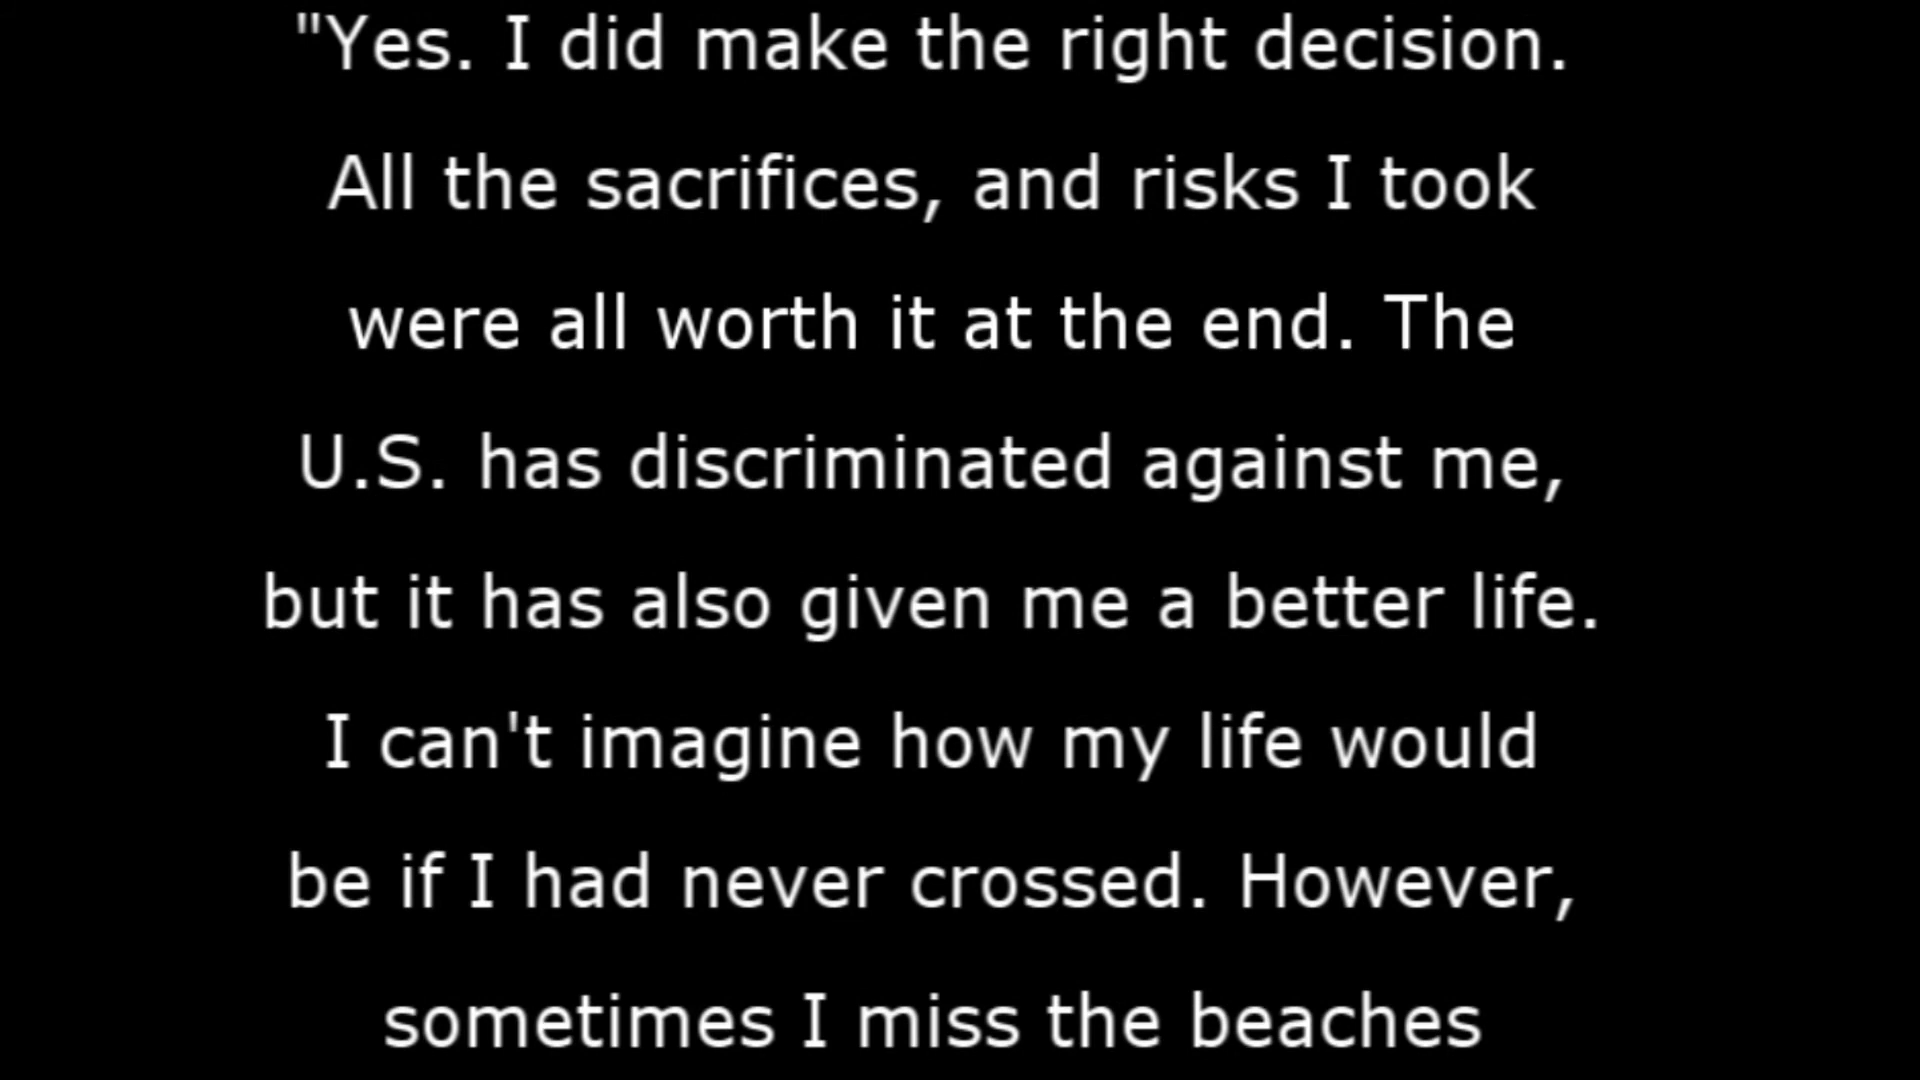 "Yes. I did make the right decision.
All the sacrifices, and risks I took
were all worth it at the end. The
U.S. has discriminated against me,
but it has also given me a better life.
I can't imagine how my life would
be if I had never crossed. However,
sometimes I miss the beaches